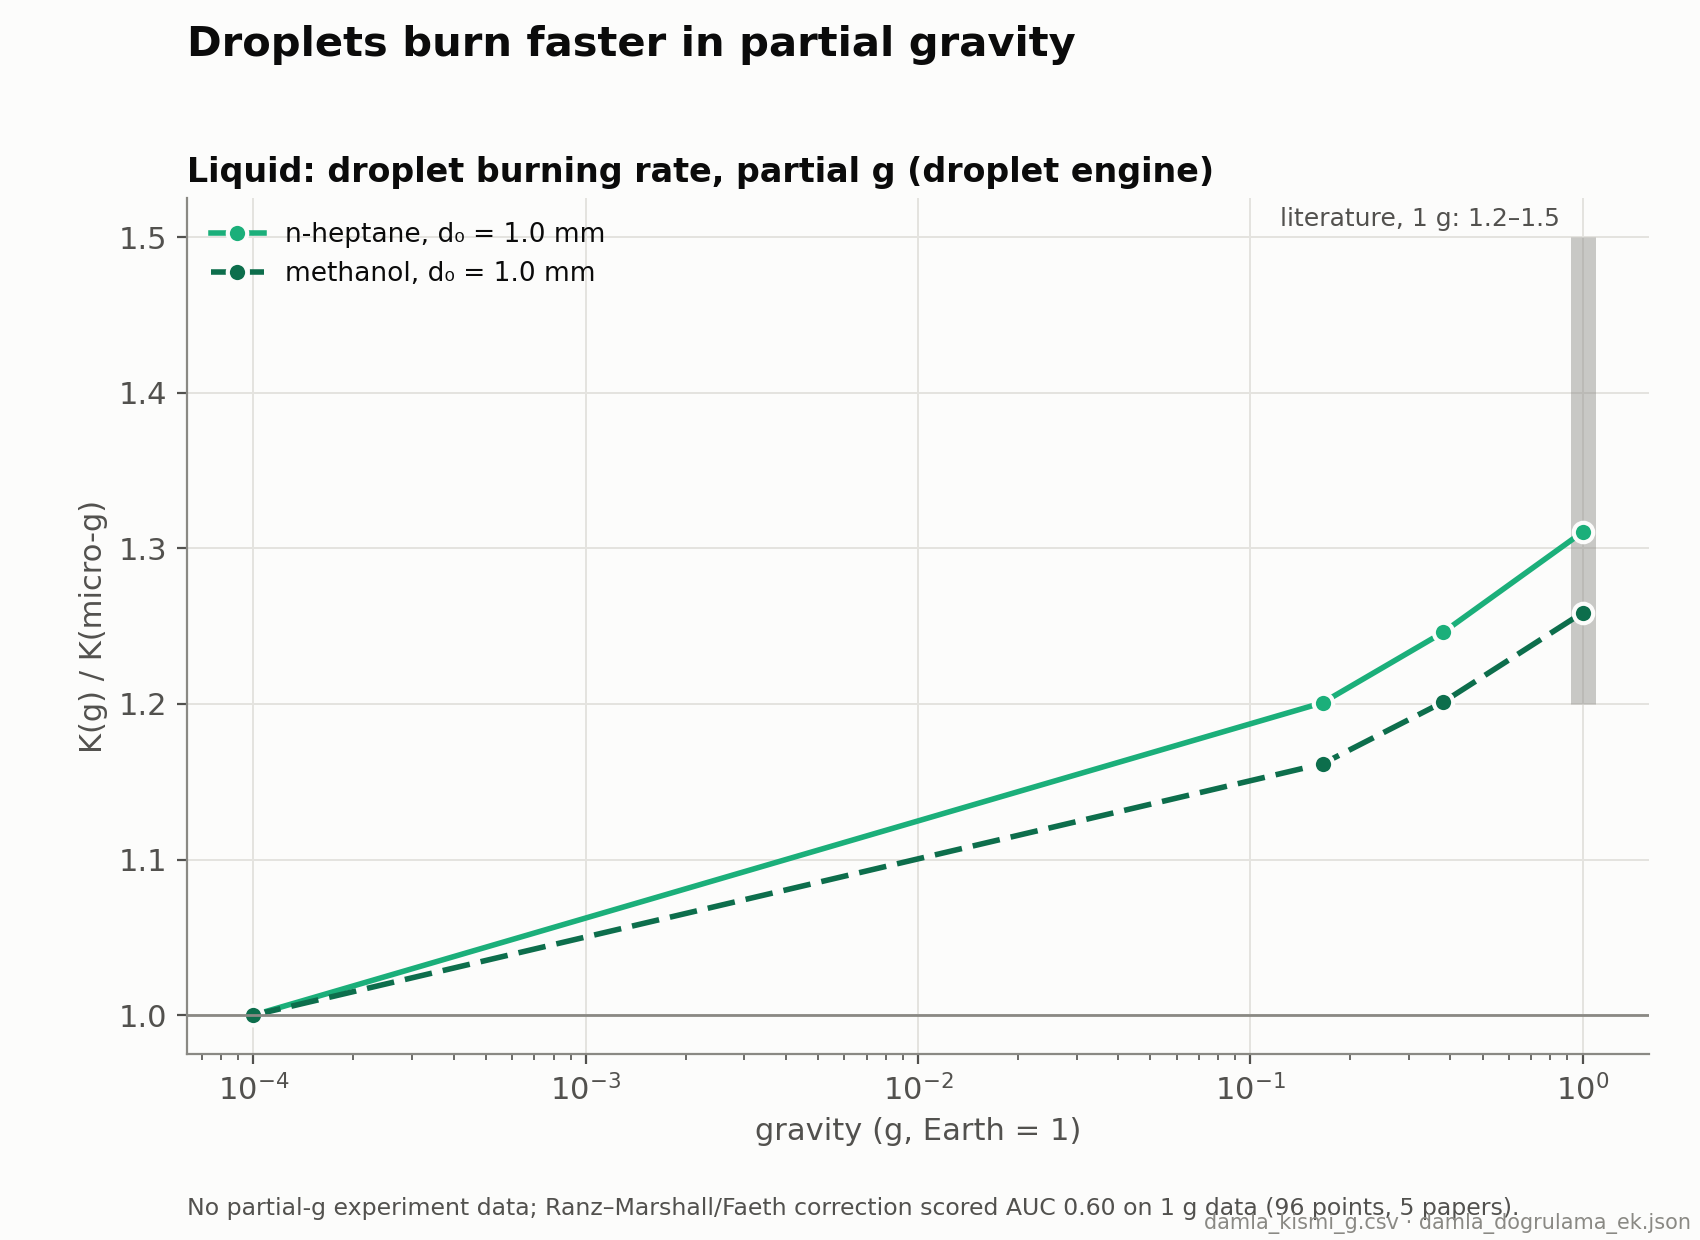 Droplets burn faster in partial gravity
Liquid: droplet burning rate, partial g (droplet engine)
literature, 1 g: 1.2–1.5
n-heptane, d₀ = 1.0 mm
methanol, d₀ = 1.0 mm
1.5
1.4
1.3
1.2
1.1
1.0
K(g) / K(micro-g)
10⁻⁴ 10⁻³ 10⁻² 10⁻¹ 10⁰
gravity (g, Earth = 1)
No partial-g experiment data; Ranz–Marshall/Faeth correction scored AUC 0.60 on 1 g data (96 points, 5 papers).
damla_kismi_g.csv · damla_dogrulama_ek.json